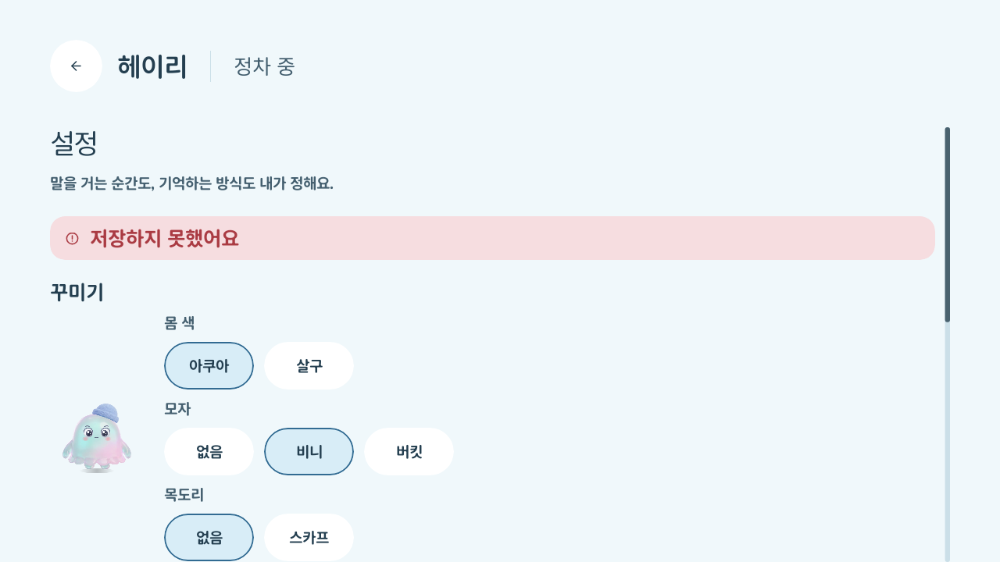 헤이리
정차 중
설정
말을 거는 순간도, 기억하는 방식도 내가 정해요.
저장하지 못했어요
꾸미기
몸 색
아쿠아
살구
모자
없음
비니
버킷
목도리
없음
스카프